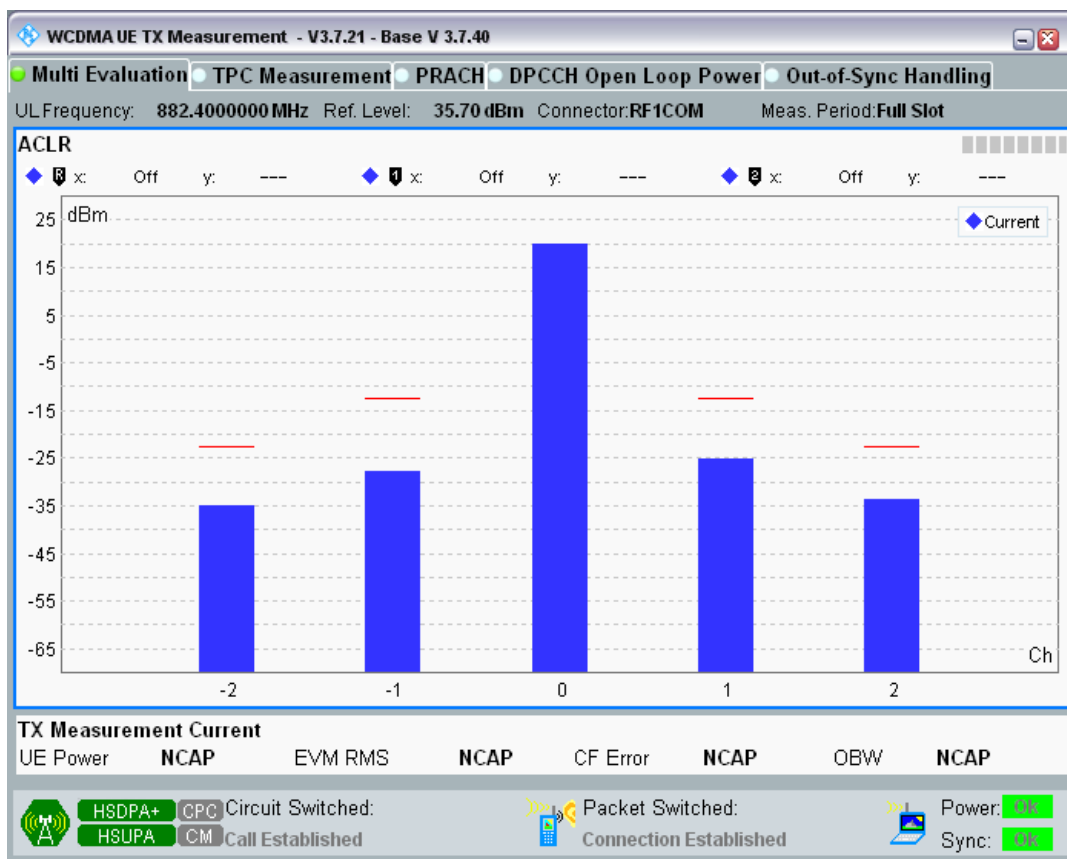 WCDMA UE TX Measurement - V3.7.21 - Base V 3.7.40
Multi Evaluation TPC Measurement PRACH DPCCH Open Loop Power Out-of-Sync Handling
UL Frequency: 882.4000000 MHz Ref. Level: 35.70 dBm Connector:RF1COM Meas. Period:Full Slot
ACLR
R x: Off y: --- 1 x: Off y: --- 2 x: Off y: ---
dBm
Current
25
15
5
-5
-15
-25
-35
-45
-55
-65
Ch
-2 -1 0 1 2
TX Measurement Current
UE Power NCAP EVM RMS NCAP CF Error NCAP OBW NCAP
HSDPA+ CPC Circuit Switched: Packet Switched: Power: Ok
HSUPA CM Call Established Connection Established Sync: Ok